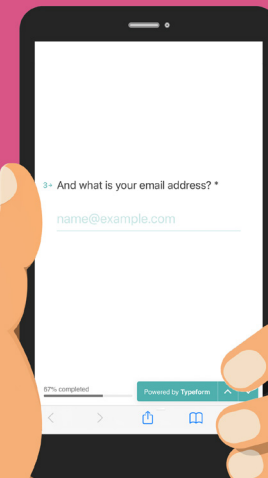 3→ And what is your email address? *
name@example.com
67% completed
Powered by Typeform